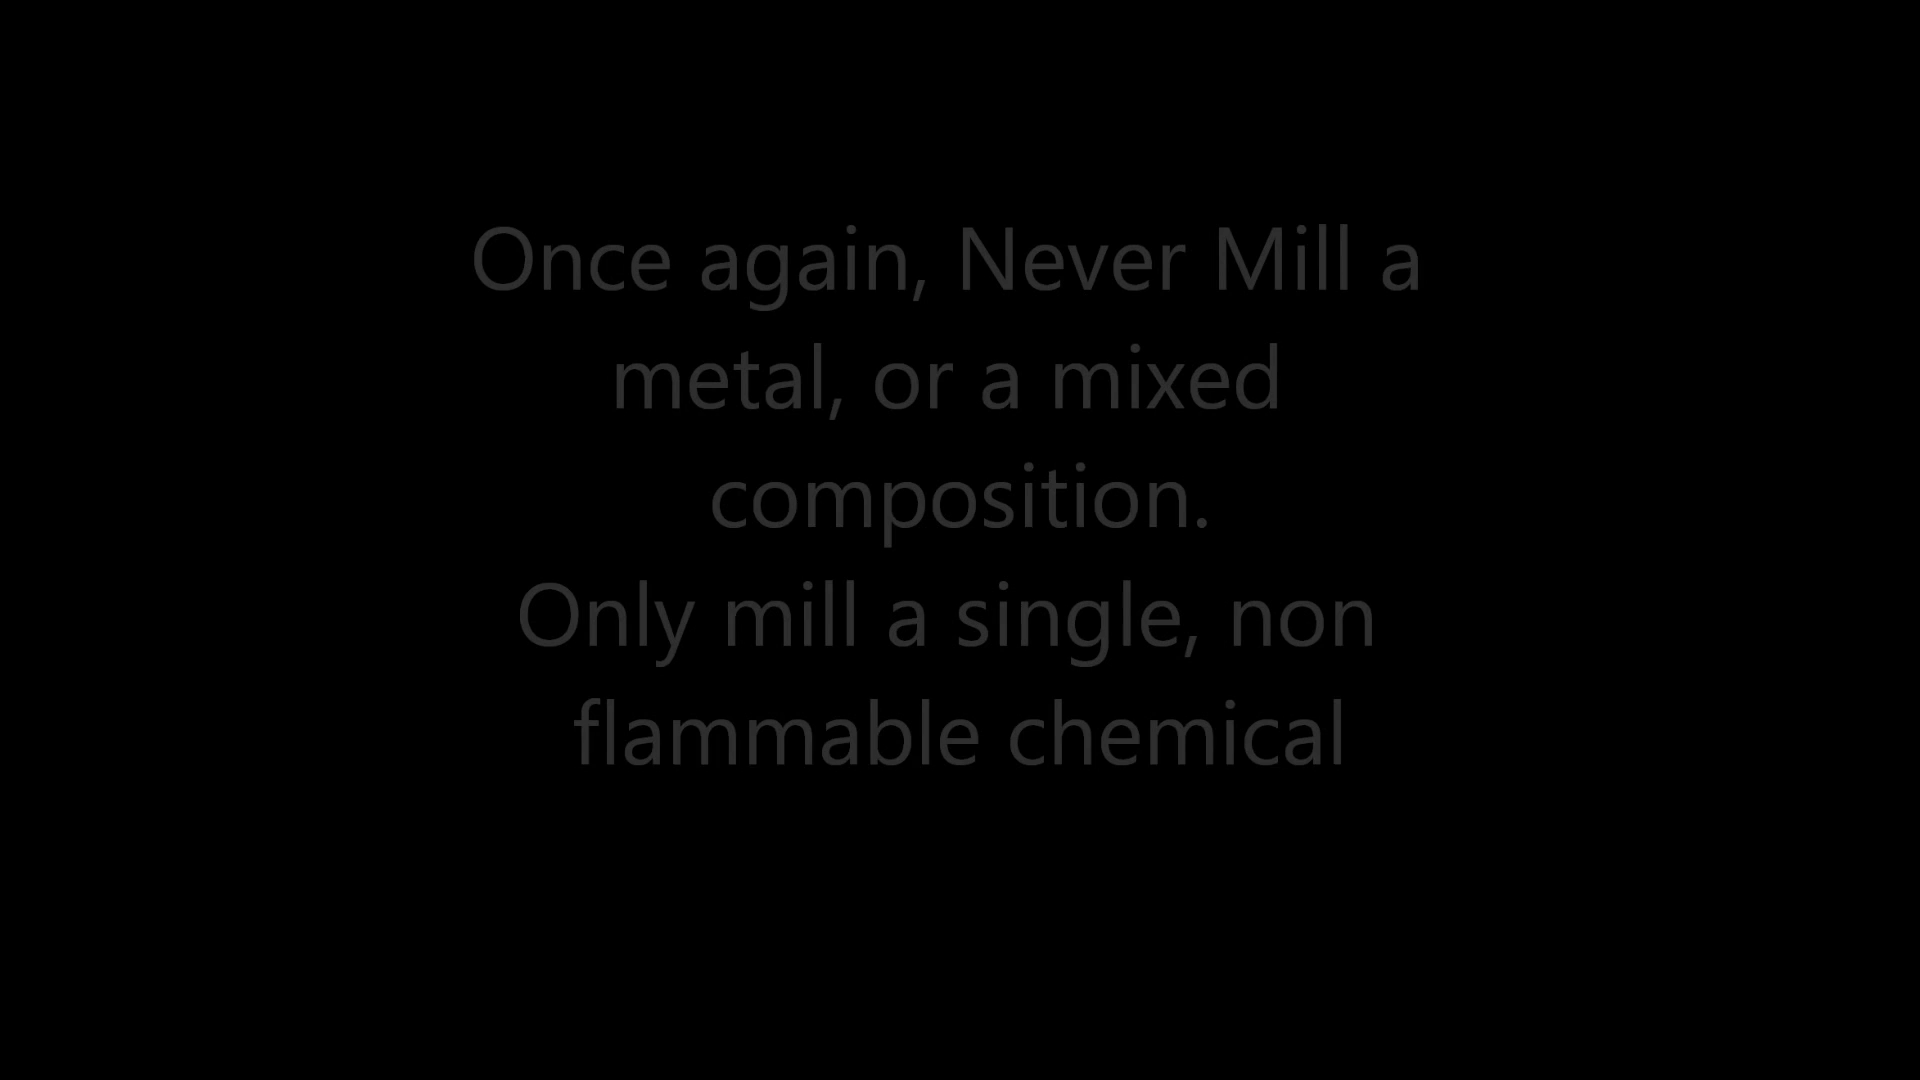 Once again, Never Mill a
metal, or a mixed
composition.
Only mill a single, non
flammable chemical